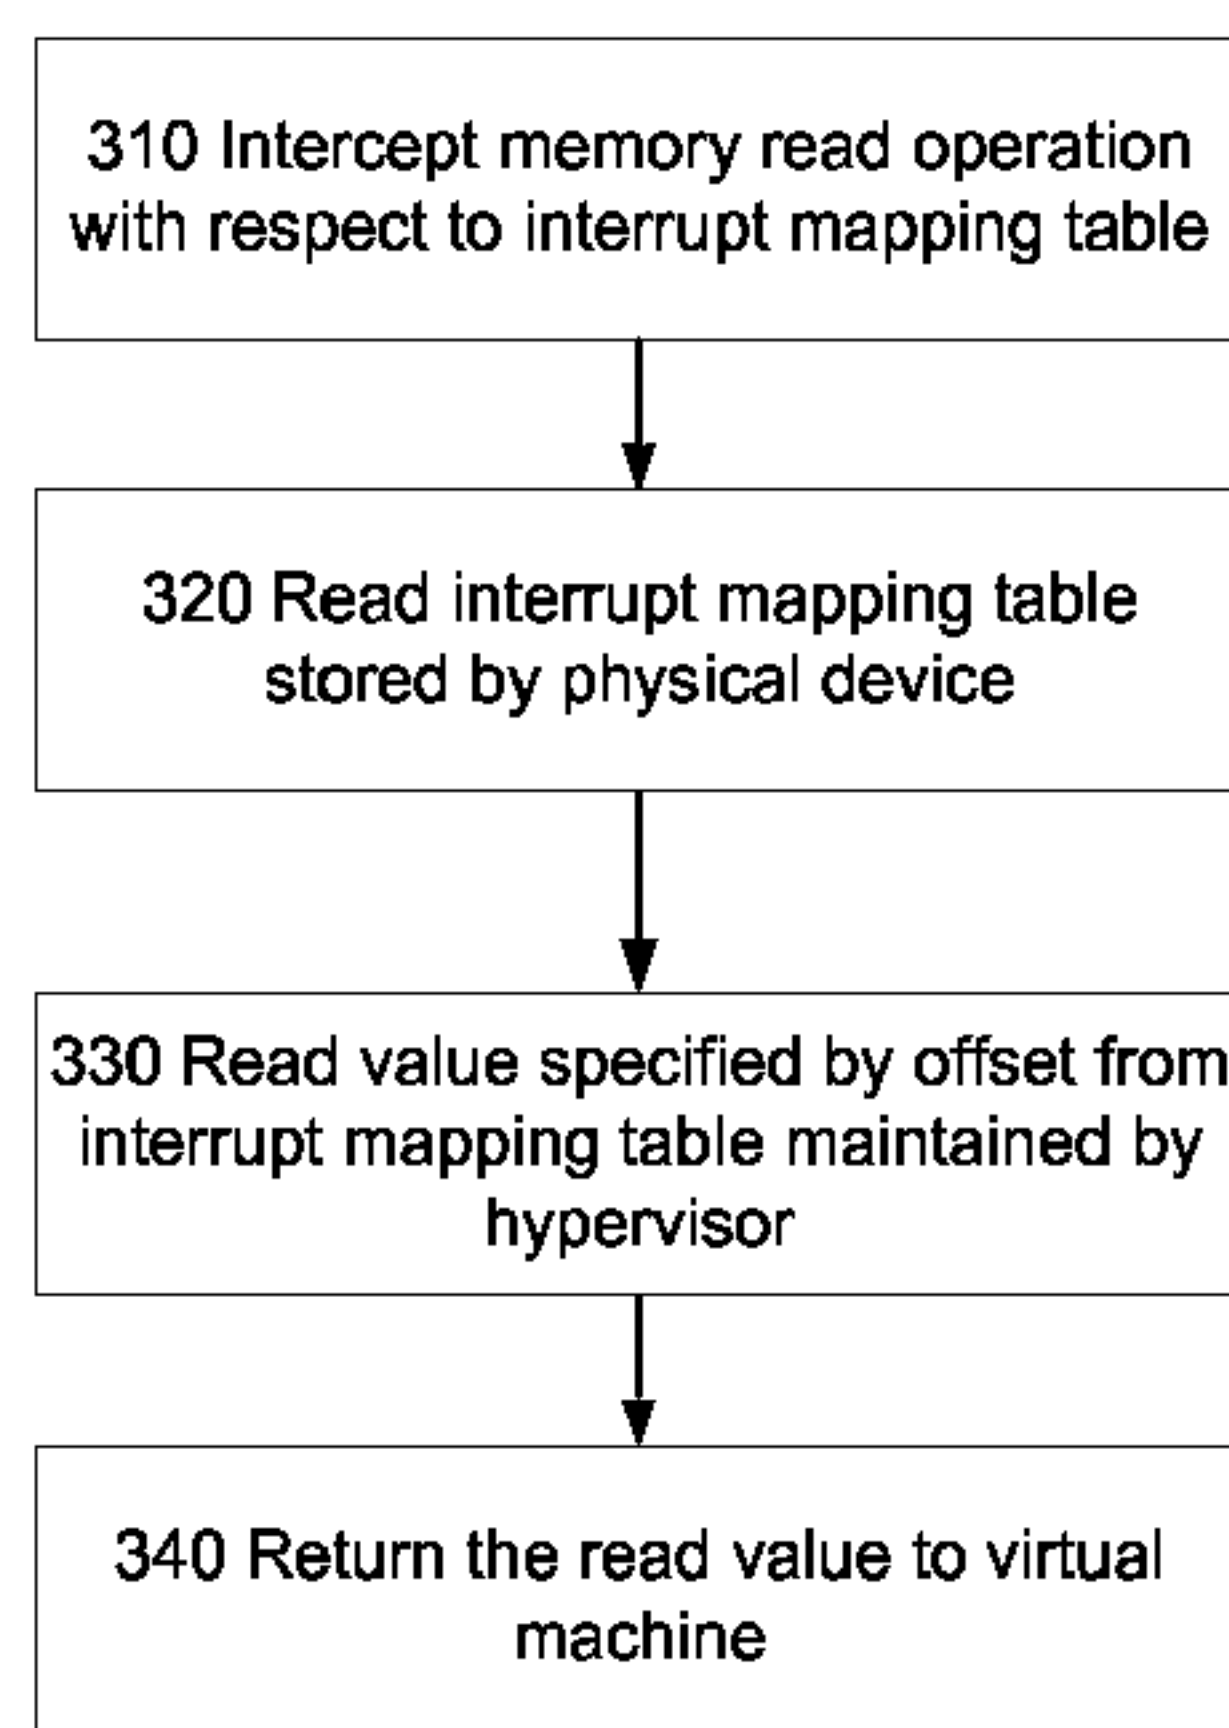 310 Intercept memory read operation
with respect to interrupt mapping table
320 Read interrupt mapping table
stored by physical device
330 Read value specified by offset from
interrupt mapping table maintained by
hypervisor
340 Return the read value to virtual
machine